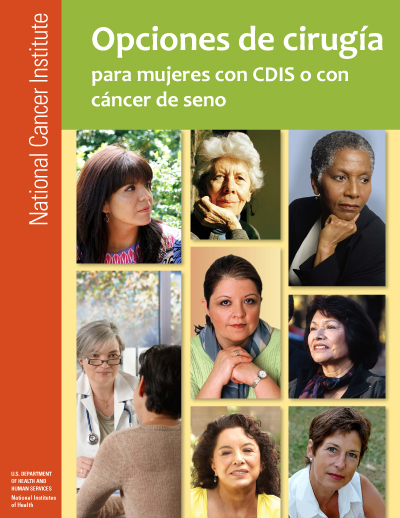 National Cancer Institute
Opciones de cirugía
para mujeres con CDIS o con
cáncer de seno
U.S. DEPARTMENT
OF HEALTH AND
HUMAN SERVICES
National Institutes
of Health